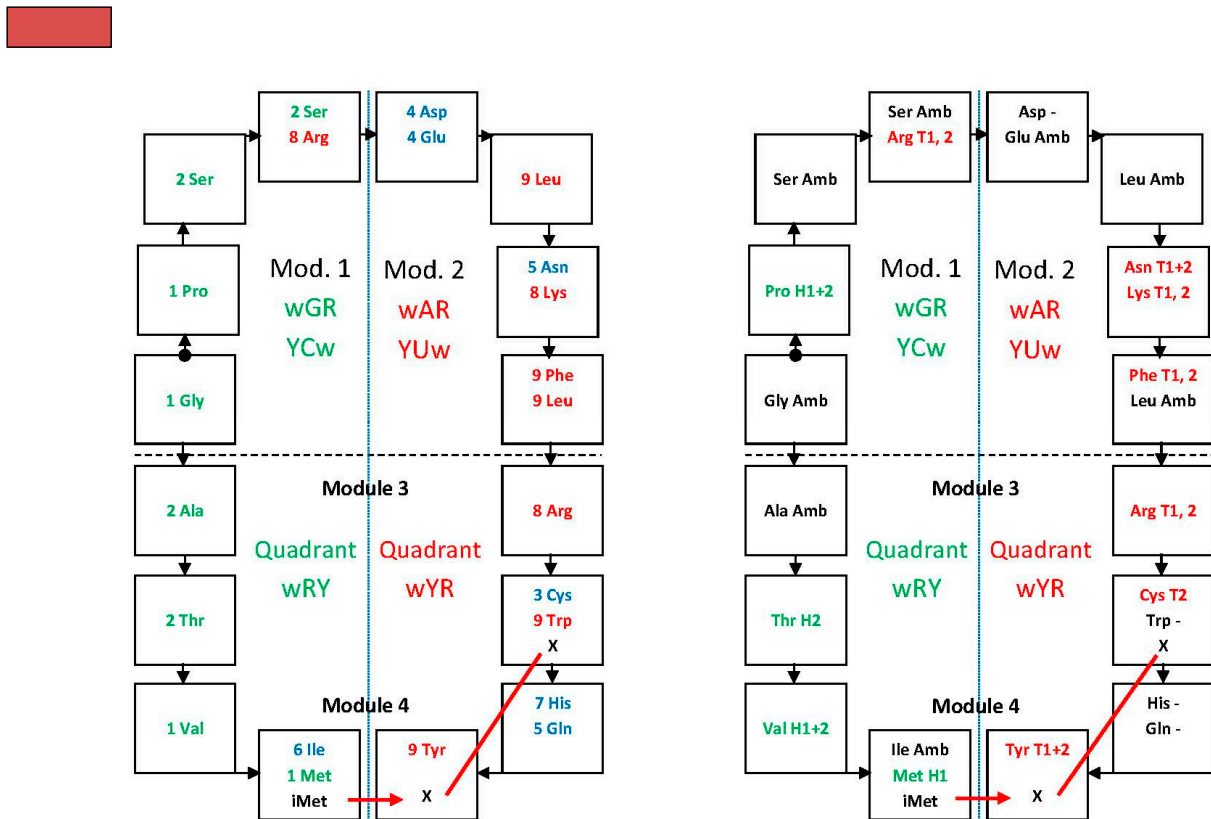 2 Ser
8 Arg
4 Asp
4 Glu
2 Ser
9 Leu
1 Pro
Mod. 1
wGR
YCw
Mod. 2
wAR
YUw
5 Asn
8 Lys
1 Gly
9 Phe
9 Leu
Module 3
2 Ala
8 Arg
Quadrant
wRY
Quadrant
wYR
2 Thr
3 Cys
9 Trp
X
Module 4
1 Val
7 His
5 Gln
6 Ile
1 Met
iMet
9 Tyr
X
Ser Amb
Arg T1, 2
Asp -
Glu Amb
Ser Amb
Leu Amb
Pro H1+2
Mod. 1
wGR
YCw
Mod. 2
wAR
YUw
Asn T1+2
Lys T1, 2
Gly Amb
Phe T1, 2
Leu Amb
Module 3
Ala Amb
Arg T1, 2
Quadrant
wRY
Quadrant
wYR
Thr H2
Cys T2
Trp -
X
Module 4
Val H1+2
His -
Gln -
Ile Amb
Met H1
iMet
Tyr T1+2
X